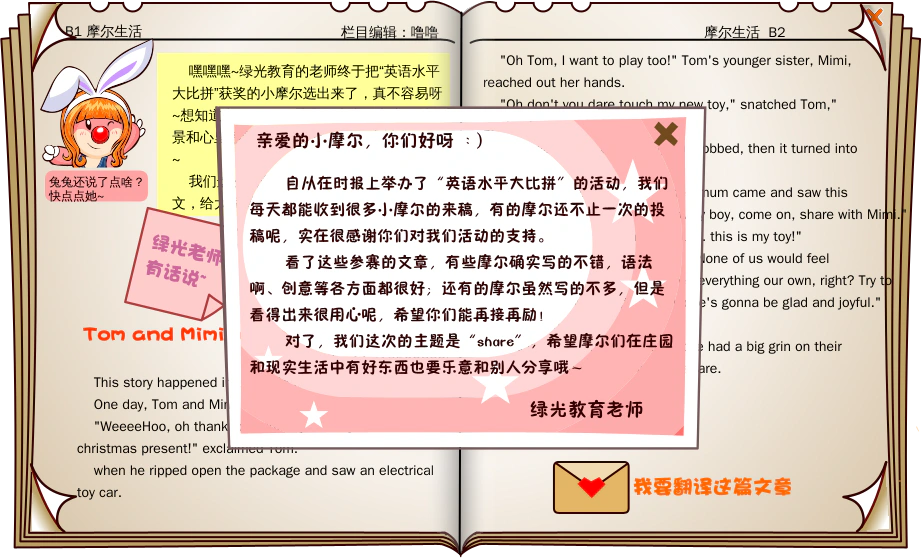 B1 摩尔生活
栏目编辑：噜噜
嘿嘿嘿~绿光教育的老师终于把“英语水平
大比拼”获奖的小摩尔选出来了，真不容易呀
~想知道
景和心
~
我们
文，给
兔兔还说了点啥？
快点点她~
绿光老师
有话说~
Tom and Mimi
This story happened i
One day, Tom and Mi
"WeeeeHoo, oh thank
christmas present!" exclaimed Tom.
when he ripped open the package and saw an electrical
toy car.
摩尔生活 B2
"Oh Tom, I want to play too!" Tom's younger sister, Mimi,
reached out her hands.
"Oh don't you dare touch my new toy," snatched Tom,"
obbed, then it turned into
num came and saw this
y boy, come on, share with Mimi."
. this is my toy!"
None of us would feel
everything our own, right? Try to
e's gonna be glad and joyful."
e had a big grin on their
are.
我要翻译这篇文章
亲爱的小摩尔，你们好呀 ：)
自从在时报上举办了“英语水平大比拼”的活动，我们
每天都能收到很多小摩尔的来稿，有的摩尔还不止一次的投
稿呢，实在很感谢你们对我们活动的支持。
看了这些参赛的文章，有些摩尔确实写的不错，语法
啊、创意等各方面都很好；还有的摩尔虽然写的不多，但是
看得出来很用心呢，希望你们能再接再励！
对了，我们这次的主题是“share”，希望摩尔们在庄园
和现实生活中有好东西也要乐意和别人分享哦~
绿光教育老师